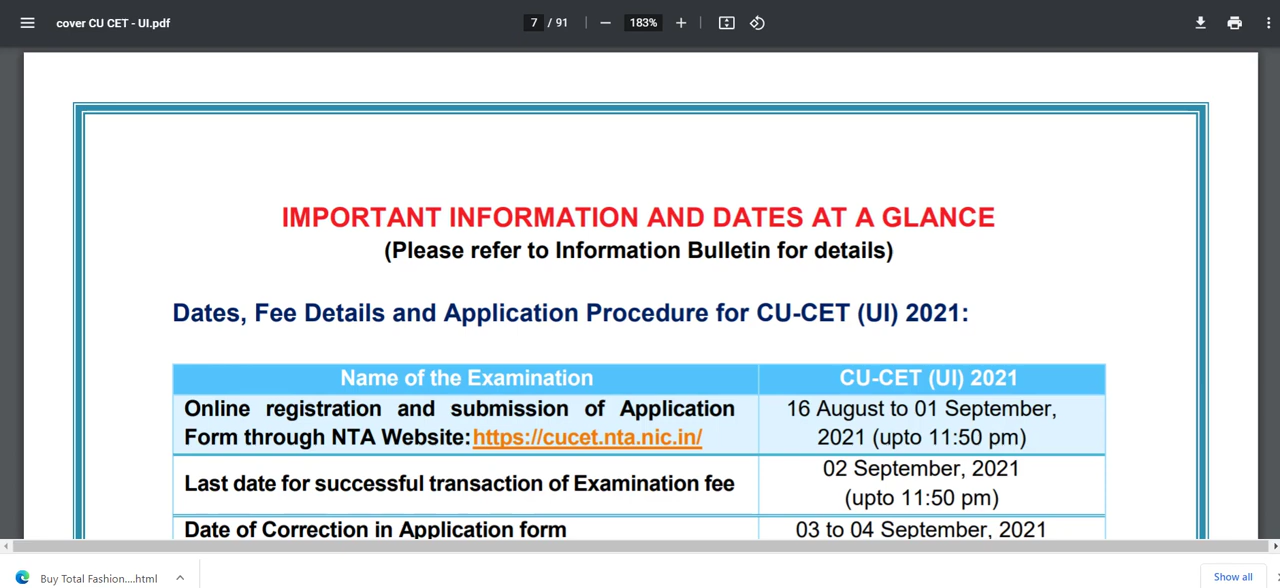 cover CU CET - UI.pdf
7 / 91
183%
IMPORTANT INFORMATION AND DATES AT A GLANCE
(Please refer to Information Bulletin for details)
Dates, Fee Details and Application Procedure for CU-CET (UI) 2021:
Name of the Examination
CU-CET (UI) 2021
Online registration and submission of Application
Form through NTA Website: https://cucet.nta.nic.in/
16 August to 01 September,
2021 (upto 11:50 pm)
Last date for successful transaction of Examination fee
02 September, 2021
(upto 11:50 pm)
Date of Correction in Application form
03 to 04 September, 2021
Buy Total Fashion....html
Show all